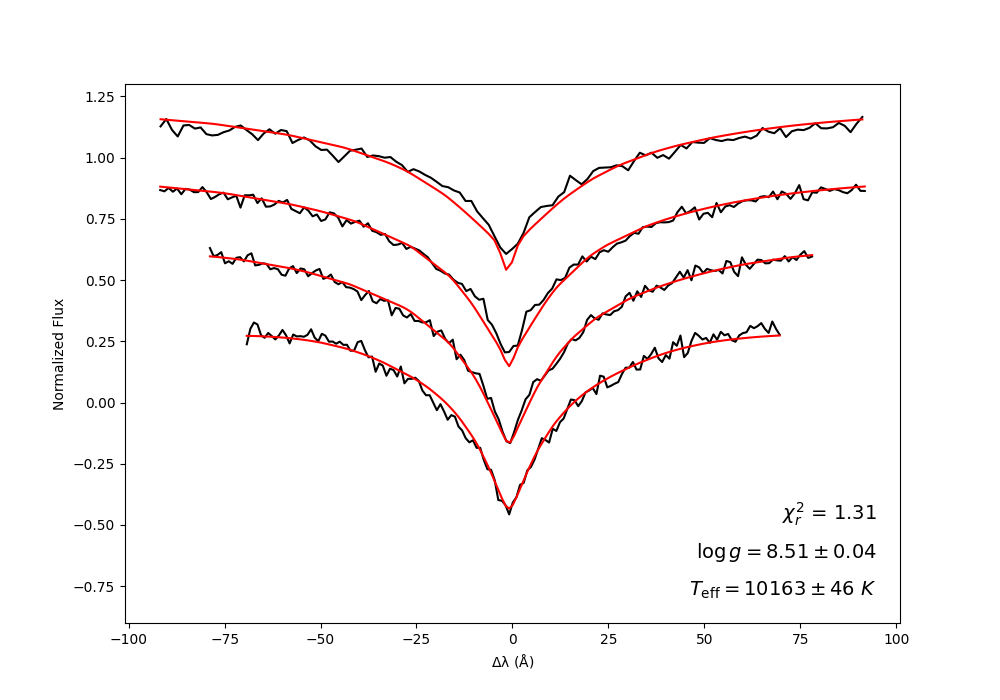 1.25
1.00
0.75
0.50
0.25
0.00
−0.25
−0.50
−0.75
Normalized Flux
χ²ᵣ = 1.31
log g = 8.51 ± 0.04
T_eff = 10163 ± 46 K
−100 −75 −50 −25 0 25 50 75 100
Δλ (Å)